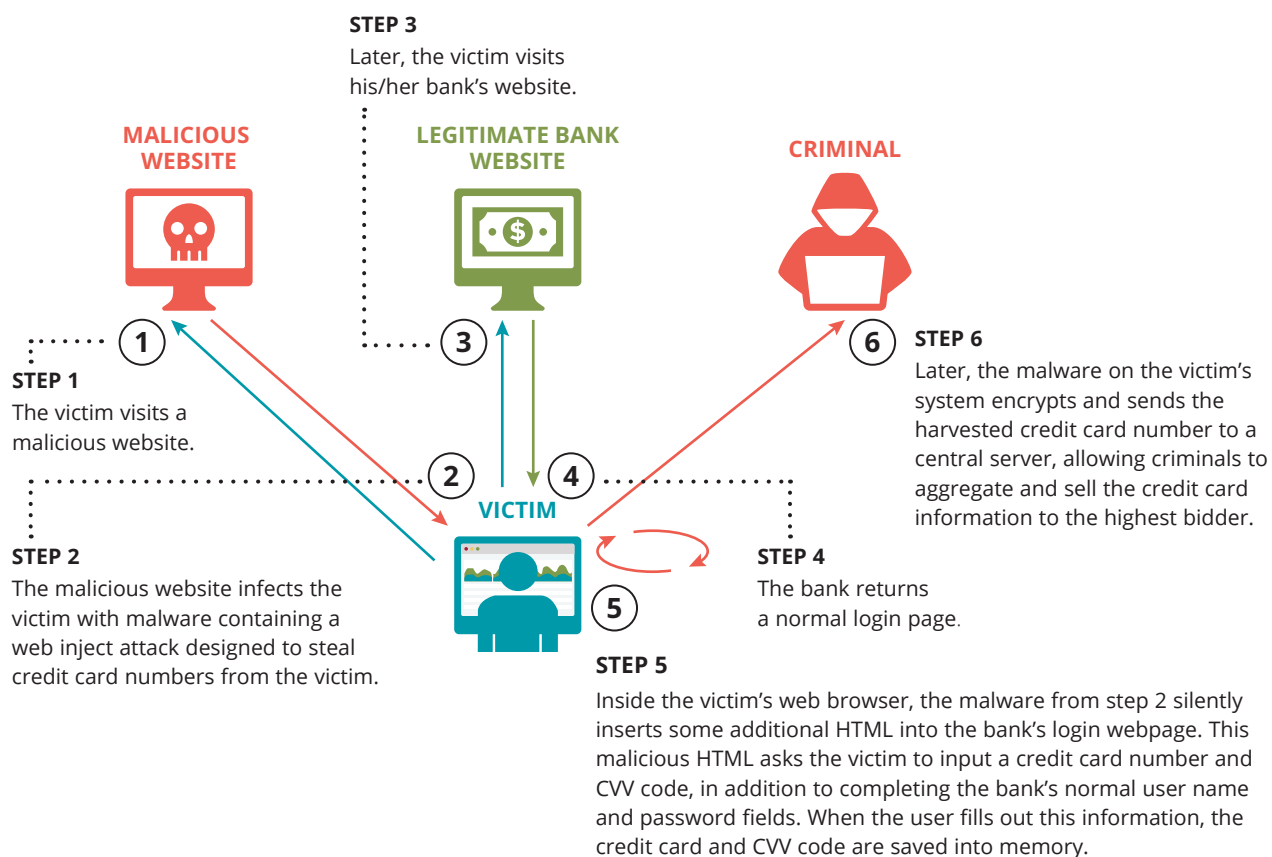 STEP 3
Later, the victim visits
his/her bank’s website.
MALICIOUS
WEBSITE
LEGITIMATE BANK
WEBSITE
CRIMINAL
$
1
3
6
STEP 1
The victim visits a
malicious website.
STEP 6
Later, the malware on the victim’s
system encrypts and sends the
harvested credit card number to a
central server, allowing criminals to
aggregate and sell the credit card
information to the highest bidder.
2
4
VICTIM
STEP 2
The malicious website infects the
victim with malware containing a
web inject attack designed to steal
credit card numbers from the victim.
STEP 4
The bank returns
a normal login page.
5
STEP 5
Inside the victim’s web browser, the malware from step 2 silently
inserts some additional HTML into the bank’s login webpage. This
malicious HTML asks the victim to input a credit card number and
CVV code, in addition to completing the bank’s normal user name
and password fields. When the user fills out this information, the
credit card and CVV code are saved into memory.